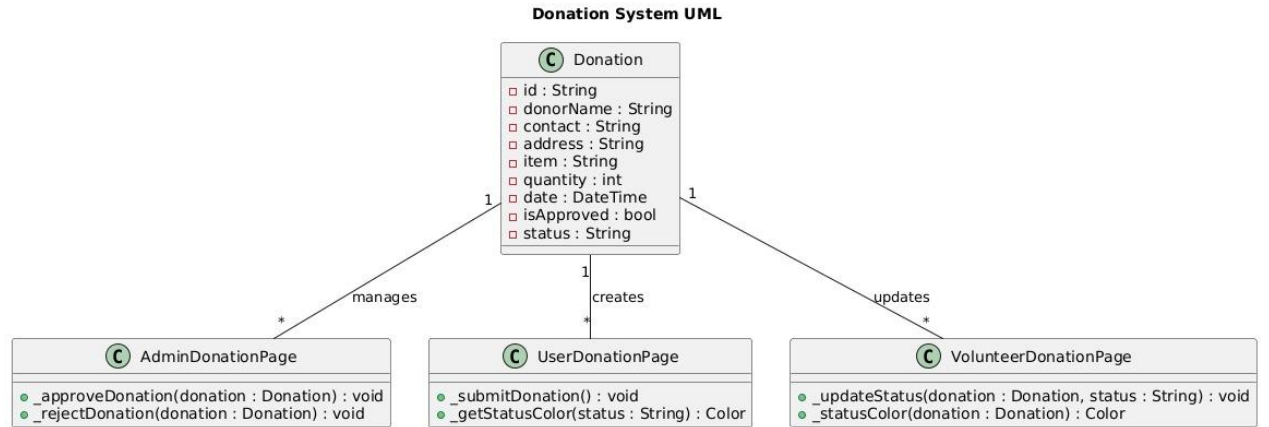 Donation System UML
C Donation
id : String
donorName : String
contact : String
address : String
item : String
quantity : int
date : DateTime
isApproved : bool
status : String
1
1
1
manages
creates
updates
*
*
*
C AdminDonationPage
_approveDonation(donation : Donation) : void
_rejectDonation(donation : Donation) : void
C UserDonationPage
_submitDonation() : void
_getStatusColor(status : String) : Color
C VolunteerDonationPage
_updateStatus(donation : Donation, status : String) : void
_statusColor(donation : Donation) : Color